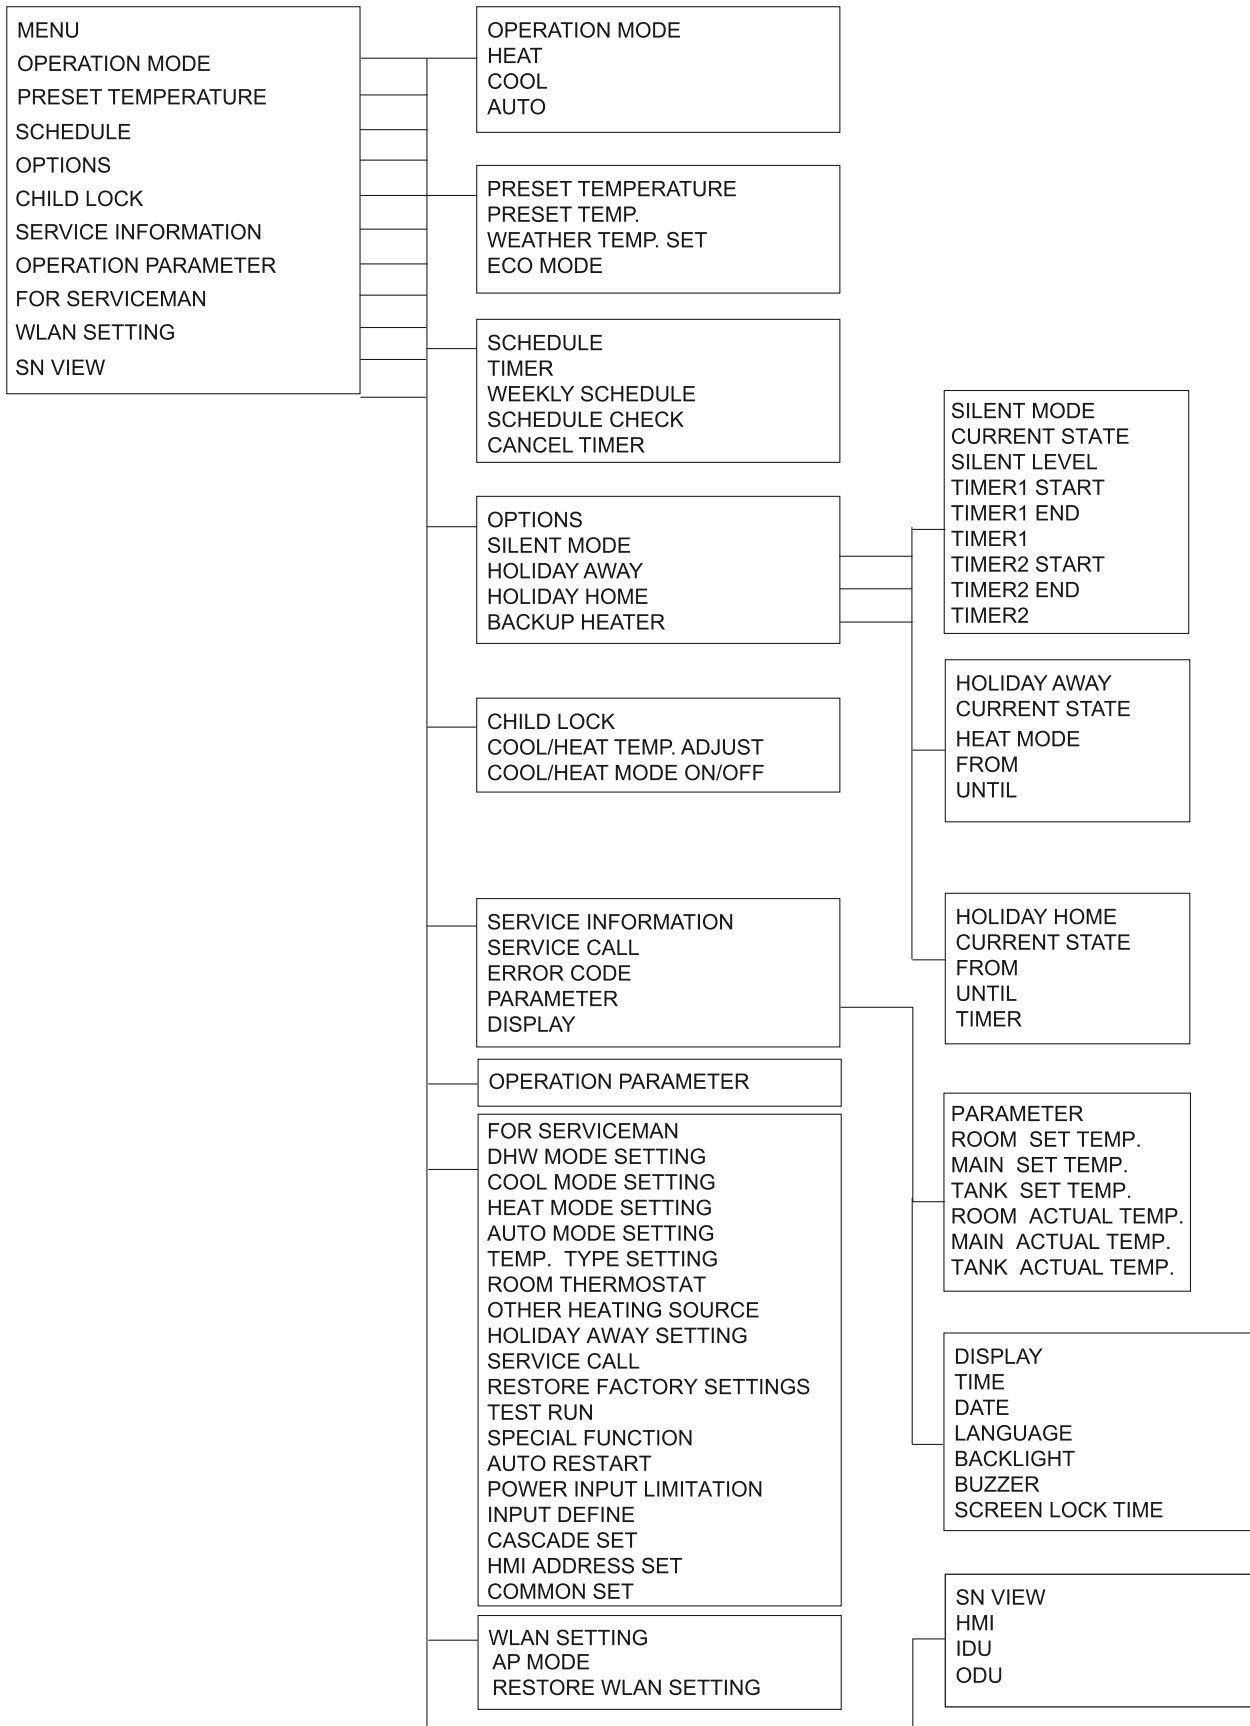 MENU
OPERATION MODE
PRESET TEMPERATURE
SCHEDULE
OPTIONS
CHILD LOCK
SERVICE INFORMATION
OPERATION PARAMETER
FOR SERVICEMAN
WLAN SETTING
SN VIEW
OPERATION MODE
HEAT
COOL
AUTO
PRESET TEMPERATURE
PRESET TEMP.
WEATHER TEMP. SET
ECO MODE
SCHEDULE
TIMER
WEEKLY SCHEDULE
SCHEDULE CHECK
CANCEL TIMER
OPTIONS
SILENT MODE
HOLIDAY AWAY
HOLIDAY HOME
BACKUP HEATER
CHILD LOCK
COOL/HEAT TEMP. ADJUST
COOL/HEAT MODE ON/OFF
SERVICE INFORMATION
SERVICE CALL
ERROR CODE
PARAMETER
DISPLAY
OPERATION PARAMETER
FOR SERVICEMAN
DHW MODE SETTING
COOL MODE SETTING
HEAT MODE SETTING
AUTO MODE SETTING
TEMP. TYPE SETTING
ROOM THERMOSTAT
OTHER HEATING SOURCE
HOLIDAY AWAY SETTING
SERVICE CALL
RESTORE FACTORY SETTINGS
TEST RUN
SPECIAL FUNCTION
AUTO RESTART
POWER INPUT LIMITATION
INPUT DEFINE
CASCADE SET
HMI ADDRESS SET
COMMON SET
WLAN SETTING
AP MODE
RESTORE WLAN SETTING
SILENT MODE
CURRENT STATE
SILENT LEVEL
TIMER1 START
TIMER1 END
TIMER1
TIMER2 START
TIMER2 END
TIMER2
HOLIDAY AWAY
CURRENT STATE
HEAT MODE
FROM
UNTIL
HOLIDAY HOME
CURRENT STATE
FROM
UNTIL
TIMER
PARAMETER
ROOM SET TEMP.
MAIN SET TEMP.
TANK SET TEMP.
ROOM ACTUAL TEMP.
MAIN ACTUAL TEMP.
TANK ACTUAL TEMP.
DISPLAY
TIME
DATE
LANGUAGE
BACKLIGHT
BUZZER
SCREEN LOCK TIME
SN VIEW
HMI
IDU
ODU